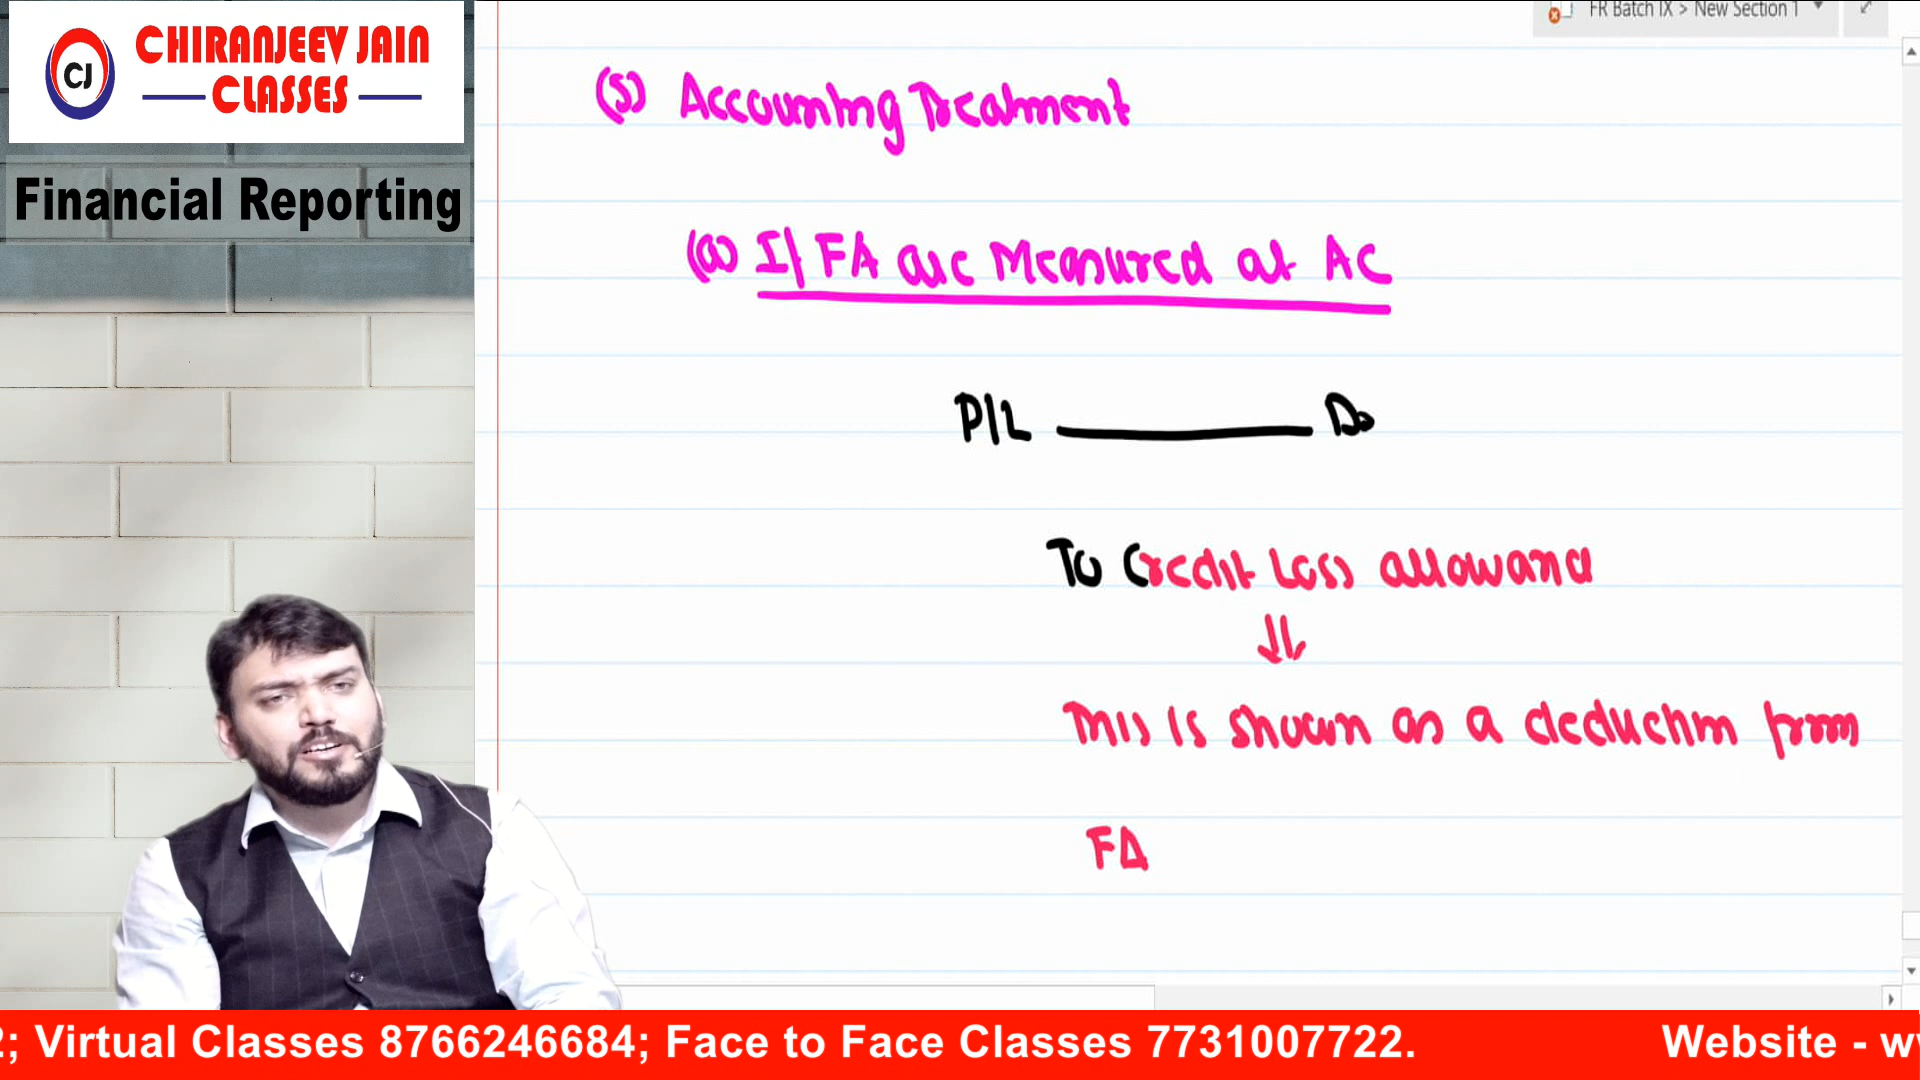 CHIRANJEEV JAIN
CLASSES
CJ
Financial Reporting
FR Batch IX > New Section 1
(5) Accounting Treatment
(a) If FA are Measured at AC
P/L Dr
To Credit Loss allowance
This is shown as a deduction from
FA
2; Virtual Classes 8766246684; Face to Face Classes 7731007722. Website - w